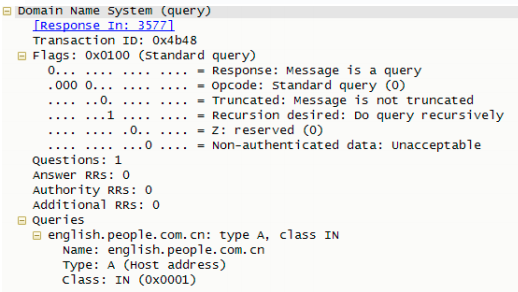 Domain Name System (query)
[Response In: 3577]
Transaction ID: 0x4b48
Flags: 0x0100 (Standard query)
0... .... .... .... = Response: Message is a query
.000 0... .... .... = Opcode: Standard query (0)
.... ..0. .... .... = Truncated: Message is not truncated
.... ...1 .... .... = Recursion desired: Do query recursively
.... .... .0.. .... = Z: reserved (0)
.... .... ...0 .... = Non-authenticated data: Unacceptable
Questions: 1
Answer RRs: 0
Authority RRs: 0
Additional RRs: 0
Queries
english.people.com.cn: type A, class IN
Name: english.people.com.cn
Type: A (Host address)
Class: IN (0x0001)